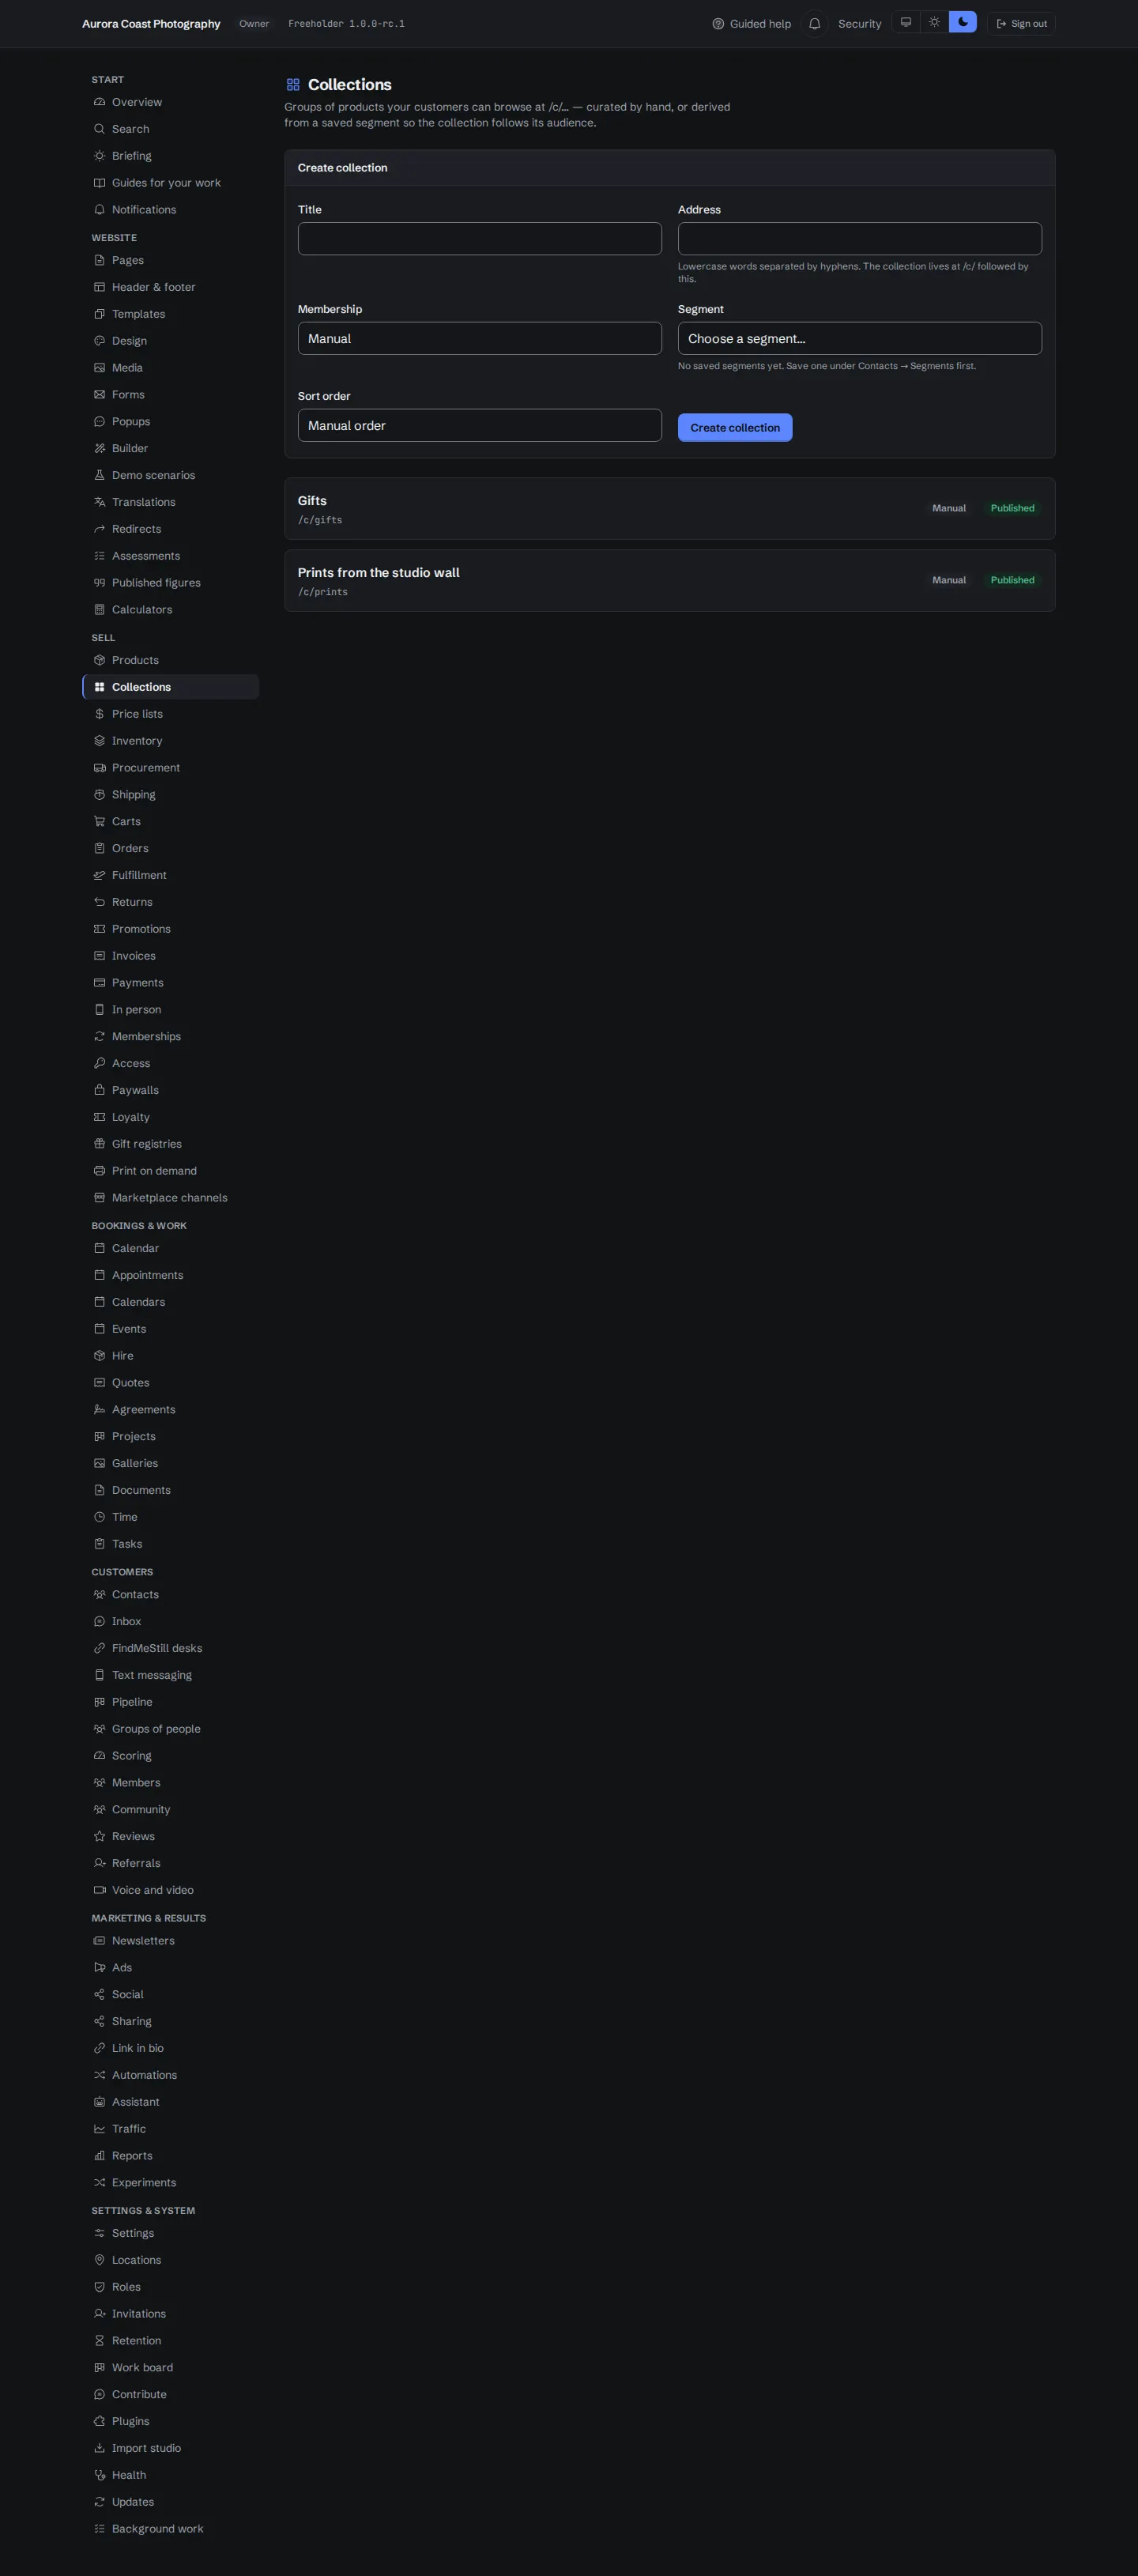 Aurora Coast Photography
Owner
Freeholder 1.0.0-rc.1
Guided help
Security
Sign out
START
Overview
Search
Briefing
Guides for your work
Notifications
WEBSITE
Pages
Header & footer
Templates
Design
Media
Forms
Popups
Builder
Demo scenarios
Translations
Redirects
Assessments
Published figures
Calculators
SELL
Products
Collections
Price lists
Inventory
Procurement
Shipping
Carts
Orders
Fulfillment
Returns
Promotions
Invoices
Payments
In person
Memberships
Access
Paywalls
Loyalty
Gift registries
Print on demand
Marketplace channels
BOOKINGS & WORK
Calendar
Appointments
Calendars
Events
Hire
Quotes
Agreements
Projects
Galleries
Documents
Time
Tasks
CUSTOMERS
Contacts
Inbox
FindMeStill desks
Text messaging
Pipeline
Groups of people
Scoring
Members
Community
Reviews
Referrals
Voice and video
MARKETING & RESULTS
Newsletters
Ads
Social
Sharing
Link in bio
Automations
Assistant
Traffic
Reports
Experiments
SETTINGS & SYSTEM
Settings
Locations
Roles
Invitations
Retention
Work board
Contribute
Plugins
Import studio
Health
Updates
Background work
Collections
Groups of products your customers can browse at /c/... — curated by hand, or derived
from a saved segment so the collection follows its audience.
Create collection
Title
Address
Lowercase words separated by hyphens. The collection lives at /c/ followed by
this.
Membership
Manual
Segment
Choose a segment...
No saved segments yet. Save one under Contacts → Segments first.
Sort order
Manual order
Create collection
Gifts
/c/gifts
Manual
Published
Prints from the studio wall
/c/prints
Manual
Published